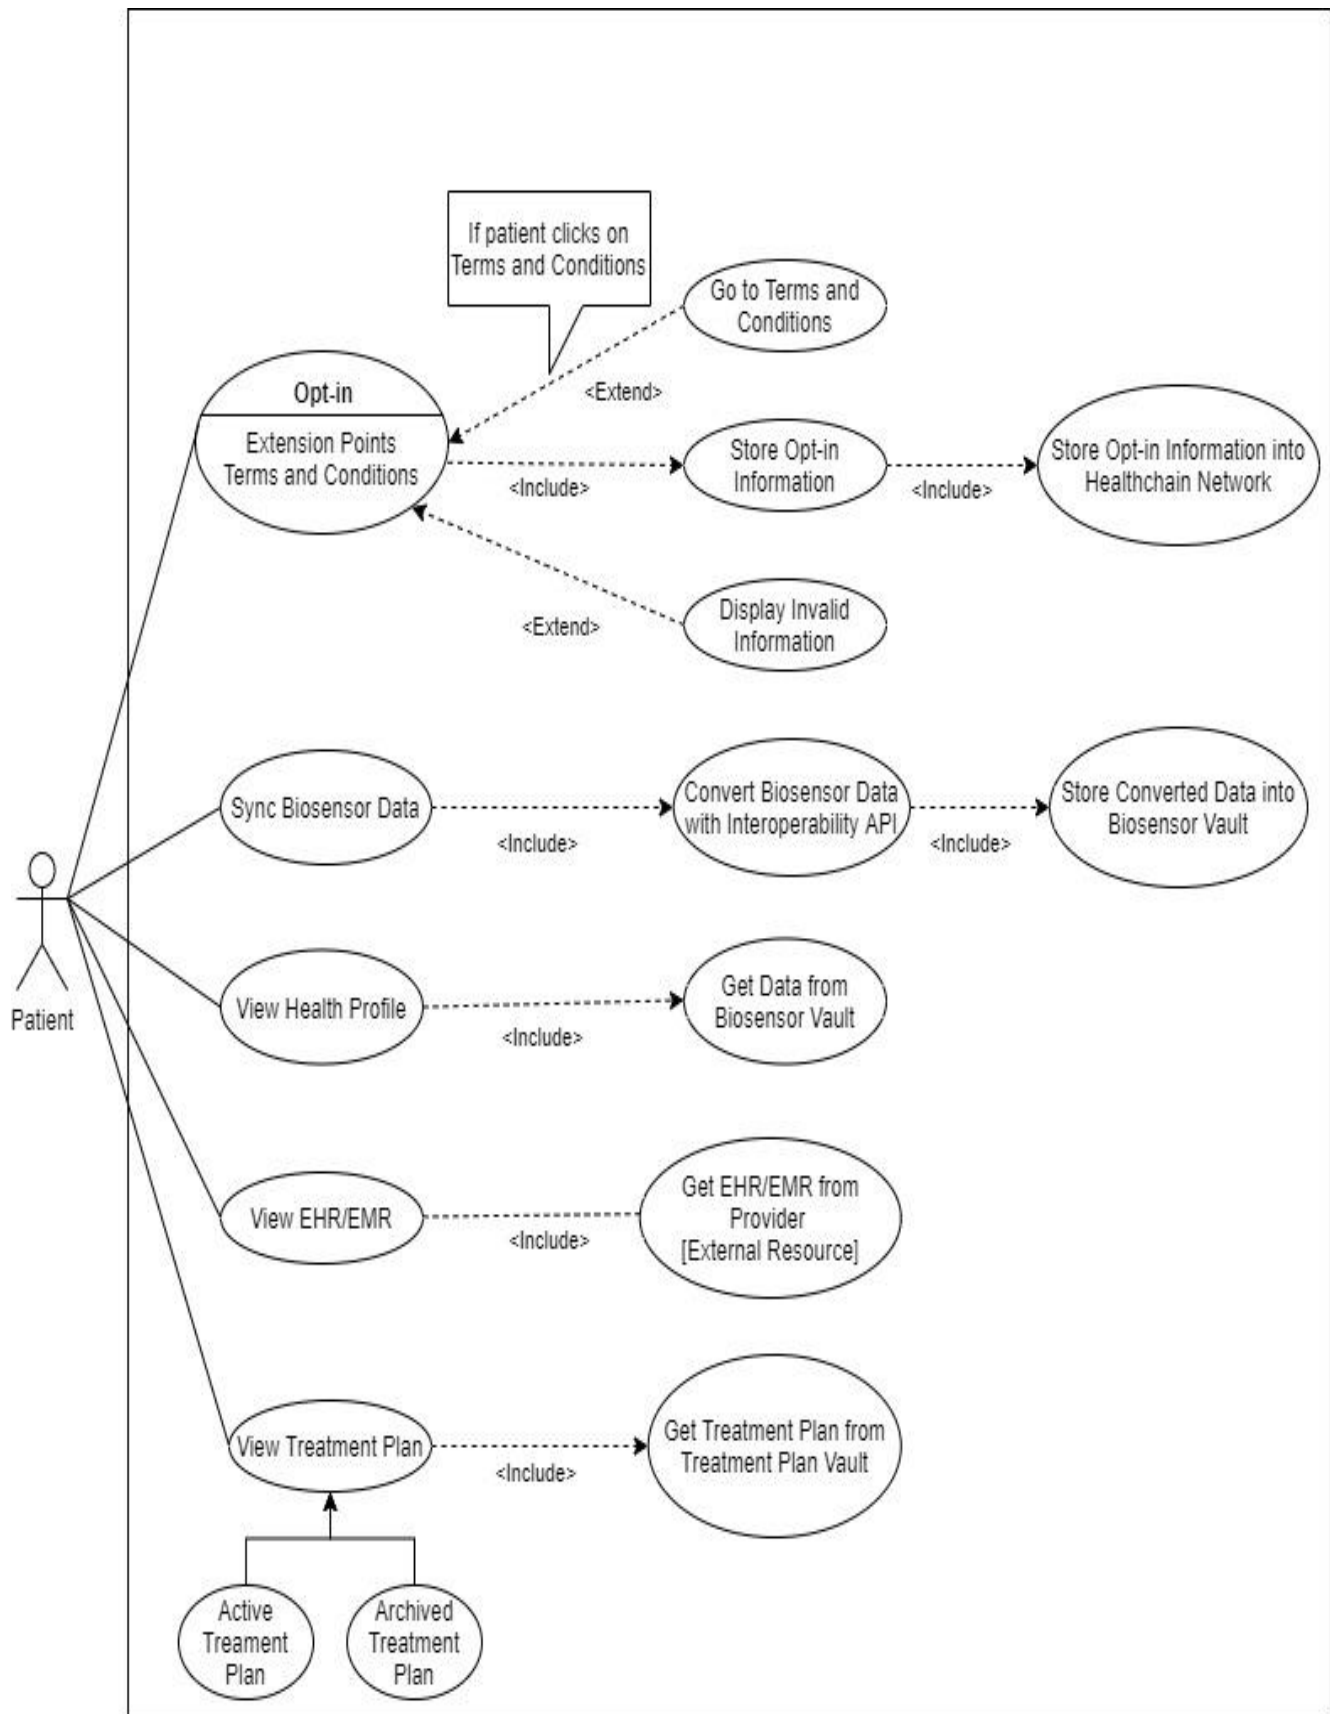 If patient clicks on
Terms and Conditions
Go to Terms and
Conditions
<Extend>
Opt-in
Extension Points
Terms and Conditions
Store Opt-in
Information
Store Opt-in Information into
Healthchain Network
<Include>
<Include>
Display Invalid
Information
<Extend>
Sync Biosensor Data
Convert Biosensor Data
with Interoperability API
Store Converted Data into
Biosensor Vault
<Include>
<Include>
Patient
View Health Profile
Get Data from
Biosensor Vault
<Include>
View EHR/EMR
Get EHR/EMR from
Provider
[External Resource]
<Include>
View Treatment Plan
Get Treatment Plan from
Treatment Plan Vault
<Include>
Active
Treament
Plan
Archived
Treatment
Plan